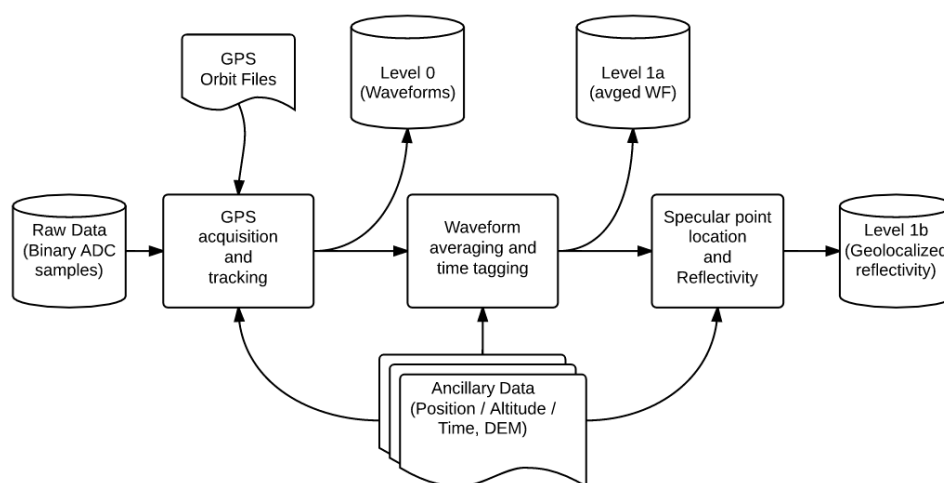 GPS
Orbit Files
Level 0
(Waveforms)
Level 1a
(avged WF)
Raw Data
(Binary ADC
samples)
GPS
acquisition
and
tracking
Waveform
averaging and
time tagging
Specular point
location
and
Reflectivity
Level 1b
(Geolocalized
reflectivity)
Ancillary Data
(Position / Altitude /
Time, DEM)